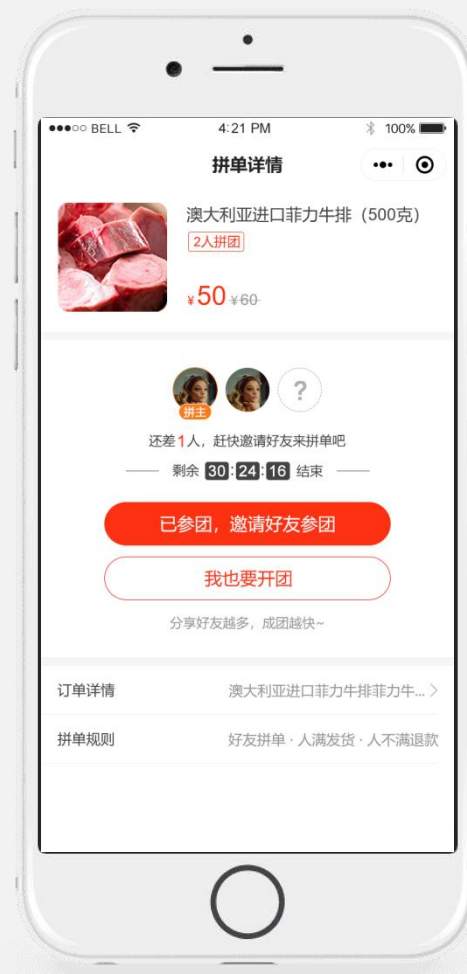 ●●●○○ BELL 4:21 PM 100%
拼单详情
澳大利亚进口菲力牛排（500克）
2人拼团
¥50 ¥60
?
拼主
还差1人，赶快邀请好友来拼单吧
剩余 30:24:16 结束
已参团，邀请好友参团
我也要开团
分享好友越多，成团越快~
订单详情 澳大利亚进口菲力牛排菲力牛... >
拼单规则 好友拼单 · 人满发货 · 人不满退款